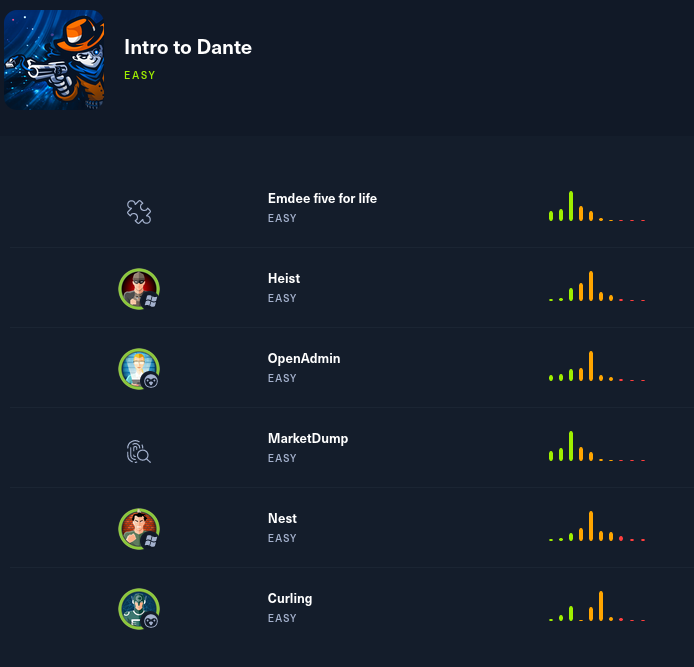 Intro to Dante
EASY
Emdee five for life
EASY
Heist
EASY
OpenAdmin
EASY
MarketDump
EASY
Nest
EASY
Curling
EASY